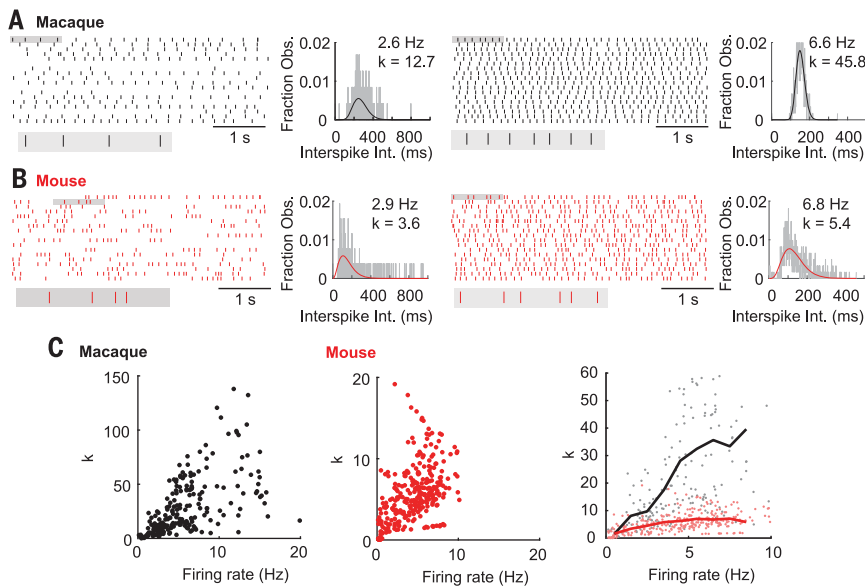 A Macaque
1 s
Fraction Obs.
0.02
0.01
0
0 400 800
Interspike Int. (ms)
2.6 Hz
k = 12.7
1 s
Fraction Obs.
0.02
0.01
0
0 200 400
Interspike Int. (ms)
6.6 Hz
k = 45.8
B Mouse
1 s
Fraction Obs.
0.02
0.01
0
0 400 800
Interspike Int. (ms)
2.9 Hz
k = 3.6
1 s
Fraction Obs.
0.02
0.01
0
0 200 400
Interspike Int. (ms)
6.8 Hz
k = 5.4
C Macaque
k
150
100
50
0
0 10 20
Firing rate (Hz)
Mouse
20
10
0
0 10 20
Firing rate (Hz)
k
60
50
40
30
20
10
0
0 5 10
Firing rate (Hz)